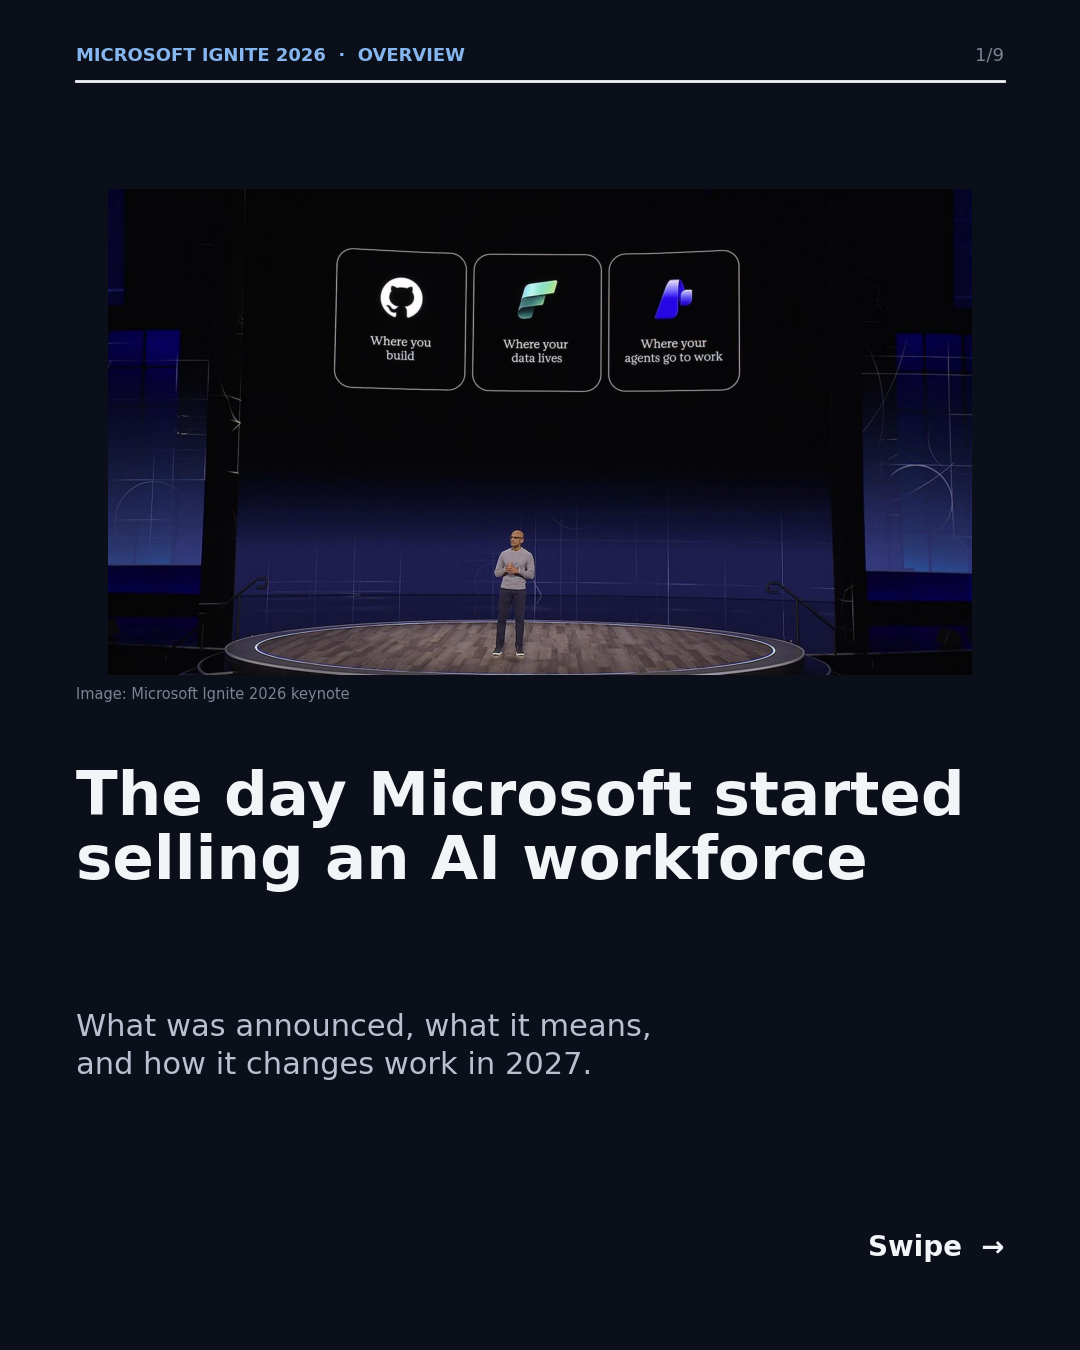 MICROSOFT IGNITE 2026 · OVERVIEW
1/9
Where you
build
Where your
data lives
Where your
agents go to work
Image: Microsoft Ignite 2026 keynote
The day Microsoft started
selling an AI workforce
What was announced, what it means,
and how it changes work in 2027.
Swipe →